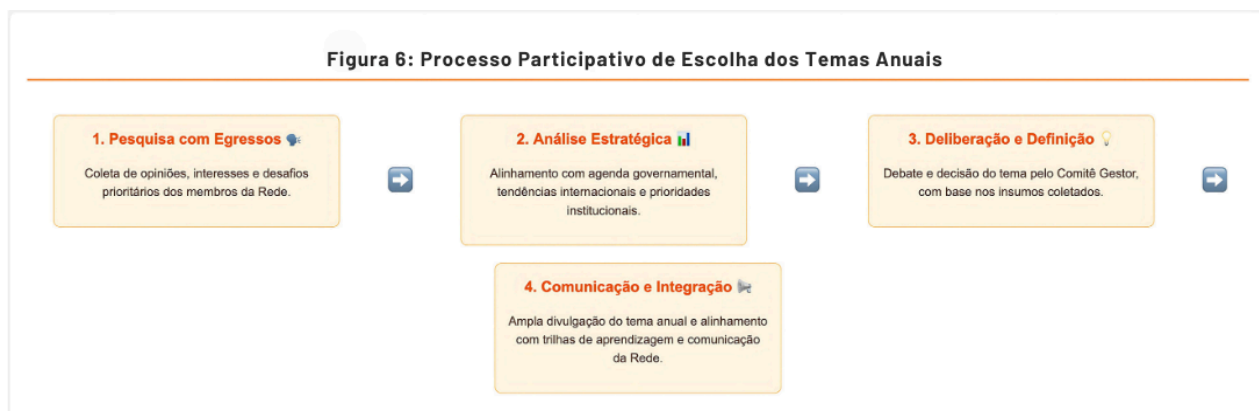 Figura 6: Processo Participativo de Escolha dos Temas Anuais
1. Pesquisa com Egressos
Coleta de opiniões, interesses e desafios
prioritários dos membros da Rede.
2. Análise Estratégica
Alinhamento com agenda governamental,
tendências internacionais e prioridades
institucionais.
3. Deliberação e Definição
Debate e decisão do tema pelo Comitê Gestor,
com base nos insumos coletados.
4. Comunicação e Integração
Ampla divulgação do tema anual e alinhamento
com trilhas de aprendizagem e comunicação
da Rede.